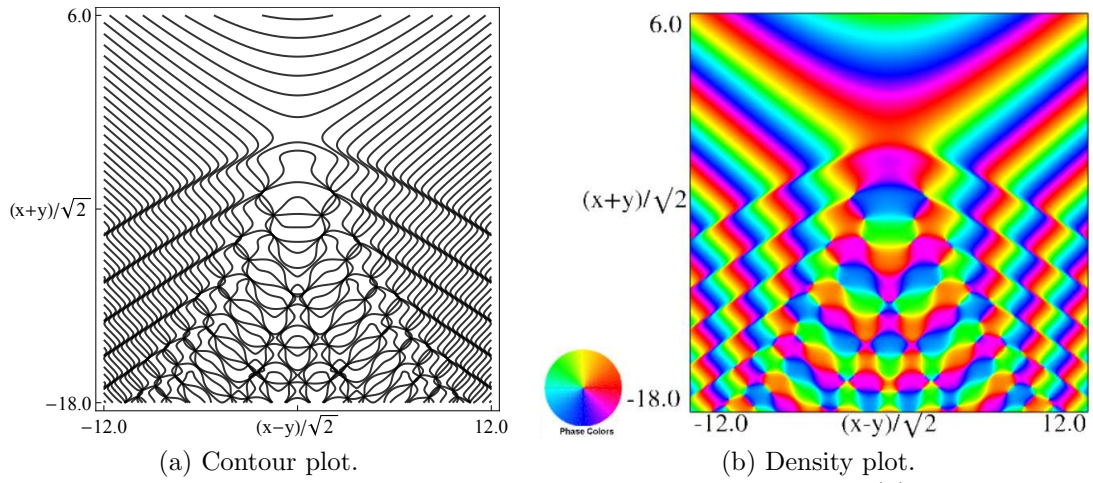 6.0
(x+y)/√2
−18.0
−12.0
(x−y)/√2
12.0
(a) Contour plot.
6.0
(x+y)/√2
-18.0
Phase Colors
-12.0
(x-y)/√2
12.0
(b) Density plot.